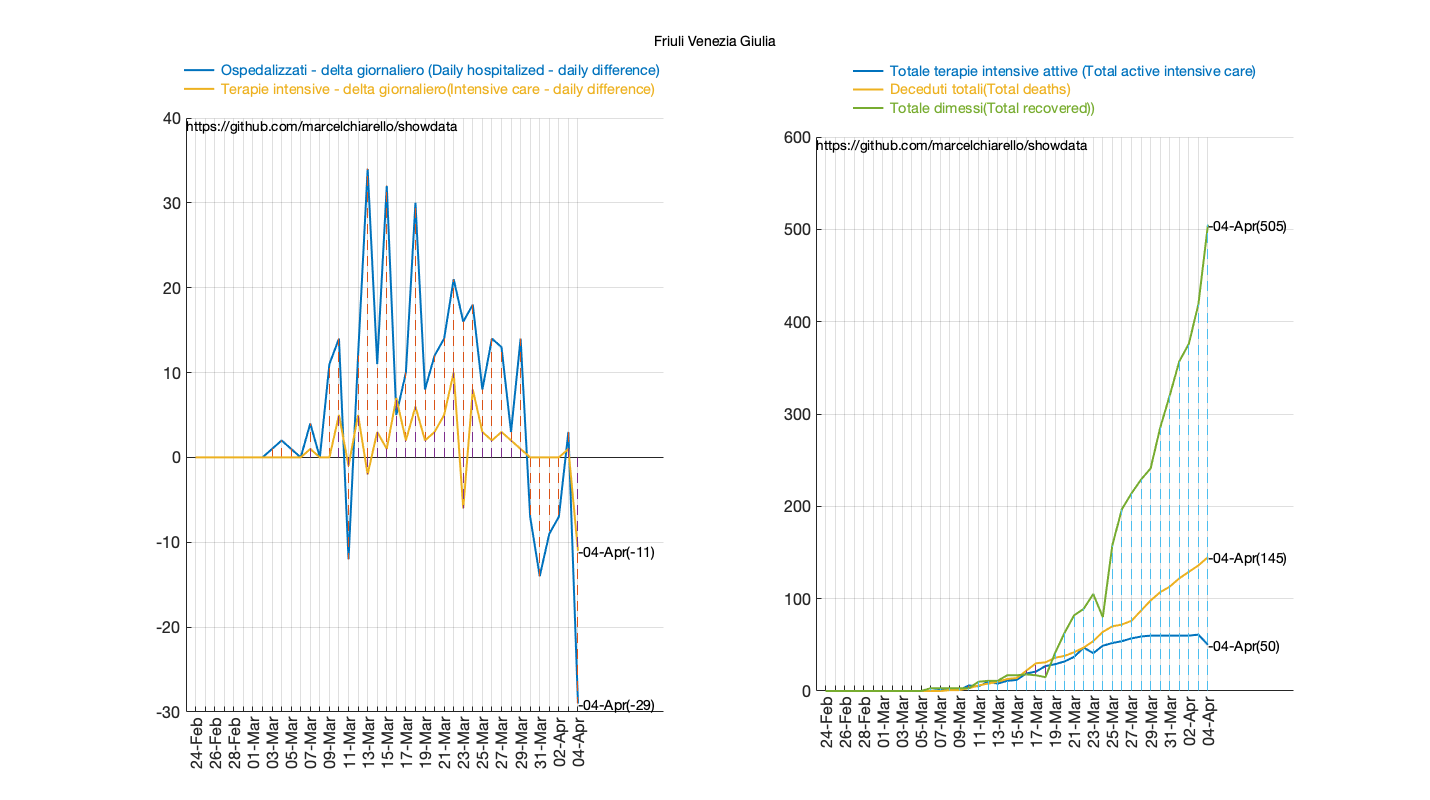 Friuli Venezia Giulia
Ospedalizzati - delta giornaliero (Daily hospitalized - daily difference)
Terapie intensive - delta giornaliero(Intensive care - daily difference)
https://github.com/marcelchiarello/showdata
40
30
20
10
0
-10
-20
-30
-04-Apr(-11)
-04-Apr(-29)
24-Feb
26-Feb
28-Feb
01-Mar
03-Mar
05-Mar
07-Mar
09-Mar
11-Mar
13-Mar
15-Mar
17-Mar
19-Mar
21-Mar
23-Mar
25-Mar
27-Mar
29-Mar
31-Mar
02-Apr
04-Apr
Totale terapie intensive attive (Total active intensive care)
Deceduti totali(Total deaths)
Totale dimessi(Total recovered))
https://github.com/marcelchiarello/showdata
600
500
400
300
200
100
0
-04-Apr(505)
-04-Apr(145)
-04-Apr(50)
24-Feb
26-Feb
28-Feb
01-Mar
03-Mar
05-Mar
07-Mar
09-Mar
11-Mar
13-Mar
15-Mar
17-Mar
19-Mar
21-Mar
23-Mar
25-Mar
27-Mar
29-Mar
31-Mar
02-Apr
04-Apr